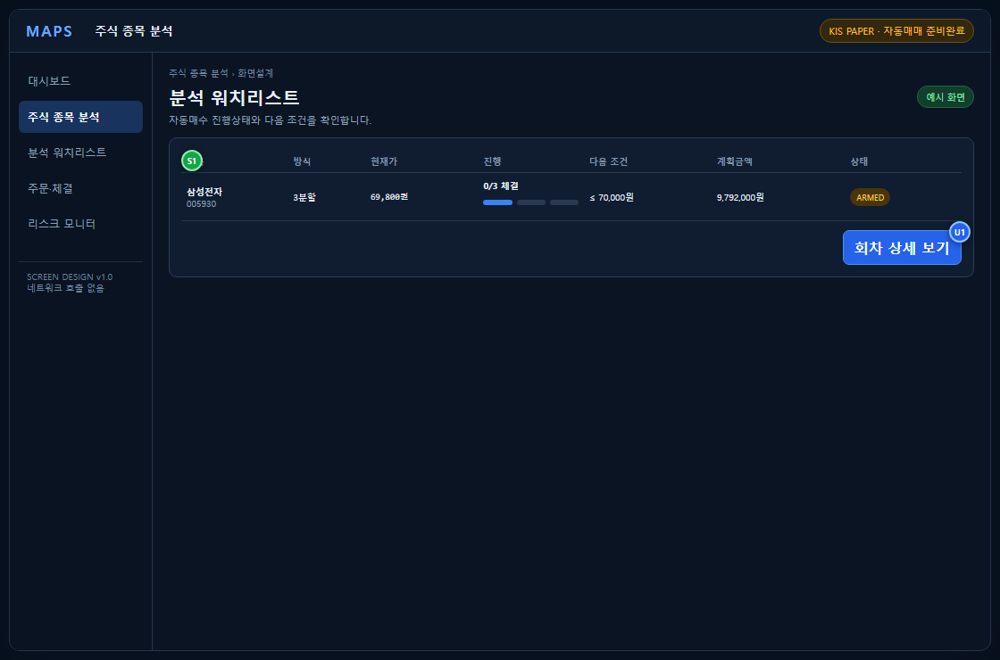 MAPS 주식 종목 분석 KIS PAPER · 자동매매 준비완료
대시보드
주식 종목 분석
분석 워치리스트
주문·체결
리스크 모니터
SCREEN DESIGN v1.0
네트워크 호출 없음
주식 종목 분석 › 화면설계
분석 워치리스트
예시 화면
자동매수 진행상태와 다음 조건을 확인합니다.
S1 방식 현재가 진행 다음 조건 계획금액 상태
삼성전자 3분할 69,800원 0/3 체결 ≤ 70,000원 9,792,000원 ARMED
005930
U1
회차 상세 보기